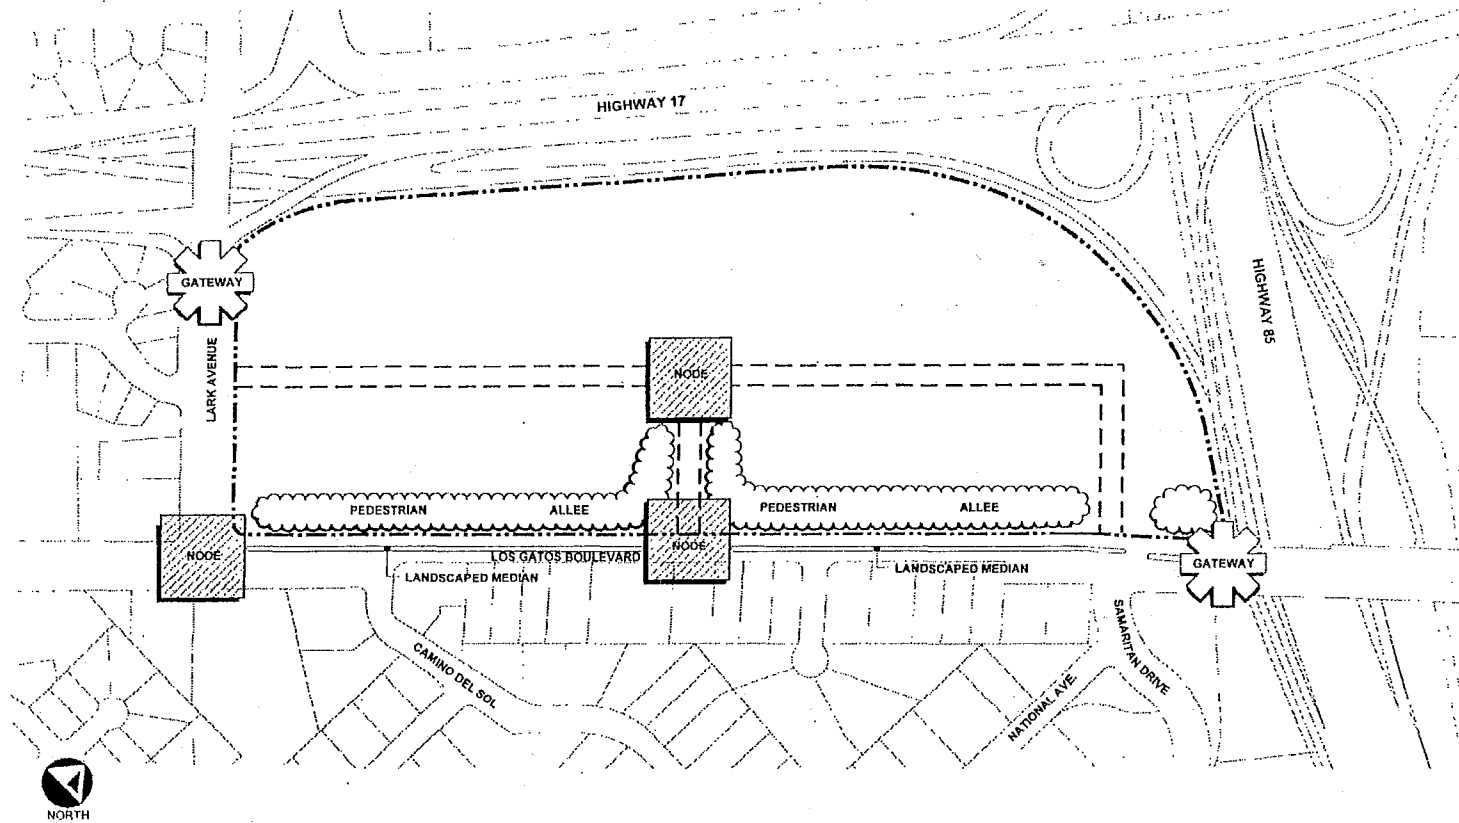 HIGHWAY 17
GATEWAY
HIGHWAY 85
LARK AVENUE
NODE
PEDESTRIAN ALLEE
PEDESTRIAN ALLEE
NODE
NODE
LOS GATOS BOULEVARD
GATEWAY
LANDSCAPED MEDIAN
LANDSCAPED MEDIAN
CAMINO DEL SOL
NATIONAL AVE.
SAMARITAN DRIVE
NORTH